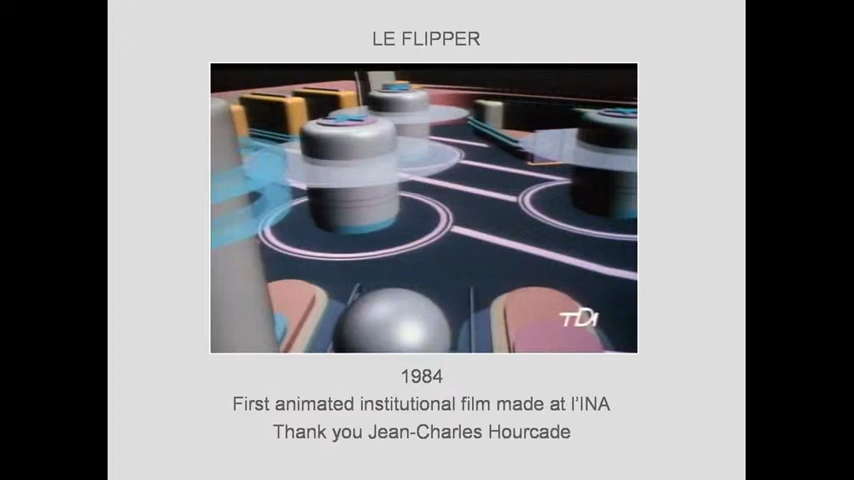 LE FLIPPER
TDI
1984
First animated institutional film made at l'INA
Thank you Jean-Charles Hourcade